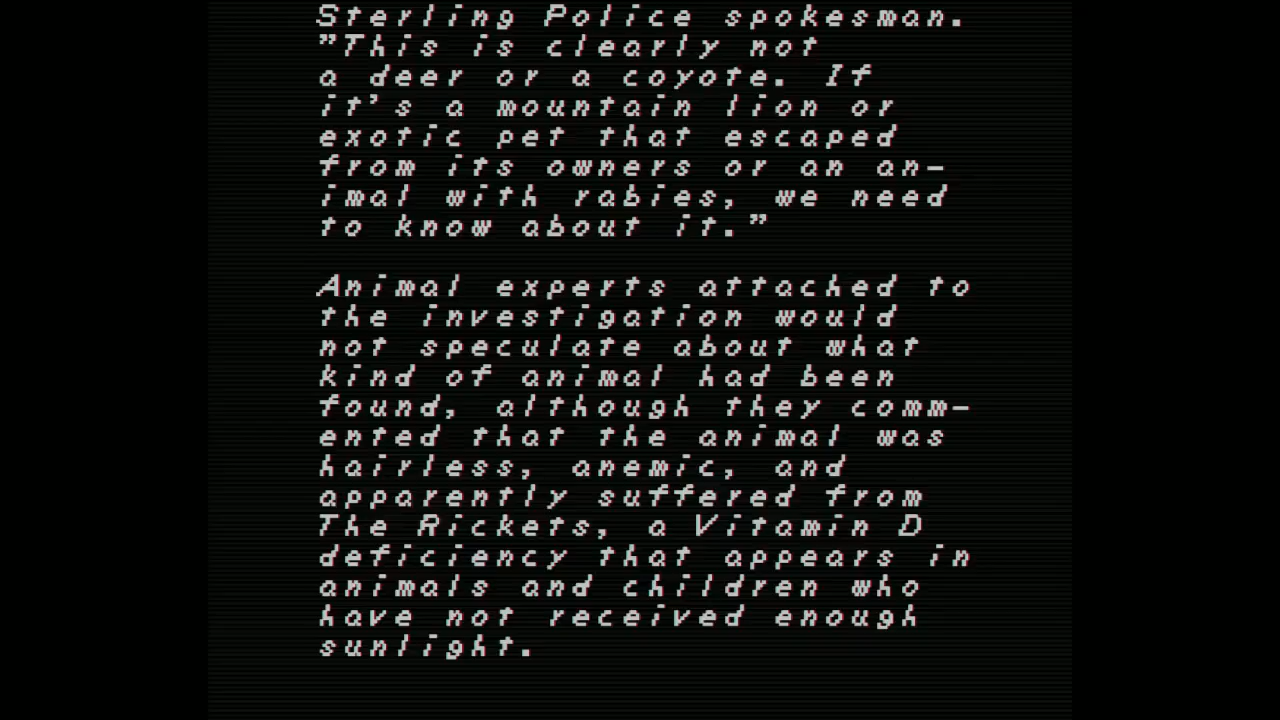 Sterling Police spokesman.
"This is clearly not
a deer or a coyote. If
it's a mountain lion or
exotic pet that escaped
from its owners or an an-
imal with rabies, we need
to know about it."
Animal experts attached to
the investigation would
not speculate about what
kind of animal had been
found, although they comm-
ented that the animal was
hairless, anemic, and
apparently suffered from
The Rickets, a Vitamin D
deficiency that appears in
animals and children who
have not received enough
sunlight.